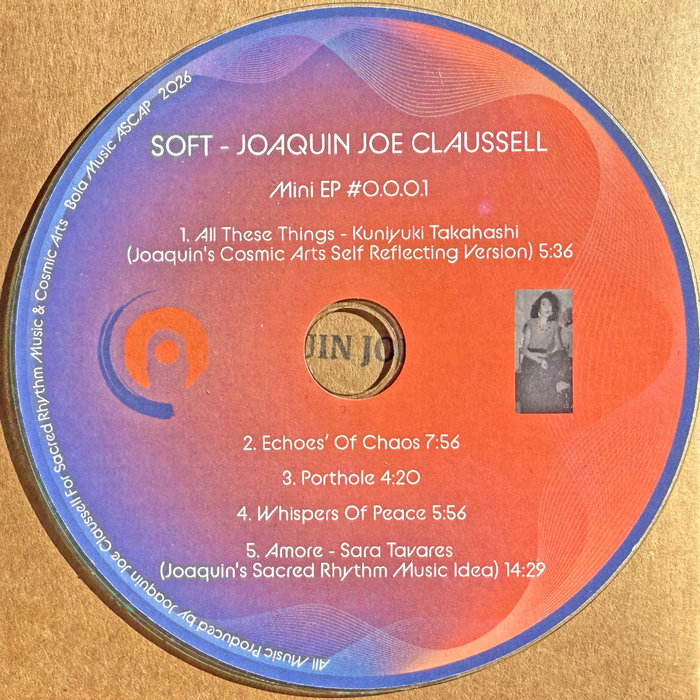 SOFT - JOAQUIN JOE CLAUSSELL
Mini EP #0.0.0.1
1. All These Things - Kuniyuki Takahashi
(Joaquin's Cosmic Arts Self Reflecting Version) 5:36
UIN JO
2. Echoes' Of Chaos 7:56
3. Porthole 4:20
4. Whispers Of Peace 5:56
5. Amore - Sara Tavares
(Joaquin's Sacred Rhythm Music Idea) 14:29
All Music Produced by Joaquin Joe Claussell For Sacred Rhythm Music & Cosmic Arts Bola Music ASCAP 2026